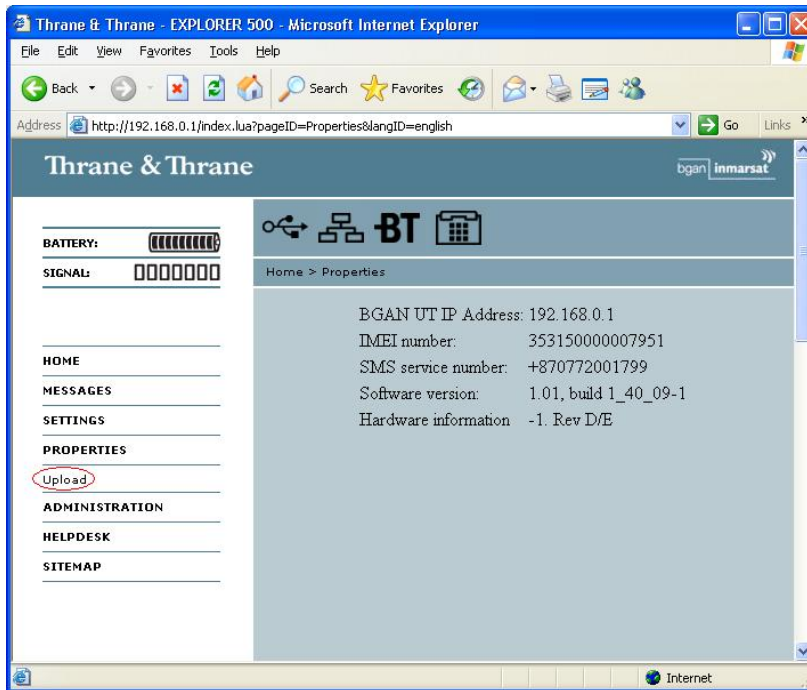 Thrane & Thrane - EXPLORER 500 - Microsoft Internet Explorer
File Edit View Favorites Tools Help
Back Search Favorites
Address http://192.168.0.1/index.lua?pageID=Properties&langID=english Go Links »
Thrane & Thrane
bgan inmarsat
BT
BATTERY:
SIGNAL:
Home > Properties
HOME
MESSAGES
SETTINGS
PROPERTIES
Upload
ADMINISTRATION
HELPDESK
SITEMAP
BGAN UT IP Address: 192.168.0.1
IMEI number: 353150000007951
SMS service number: +870772001799
Software version: 1.01, build 1_40_09-1
Hardware information -1. Rev D/E
Internet